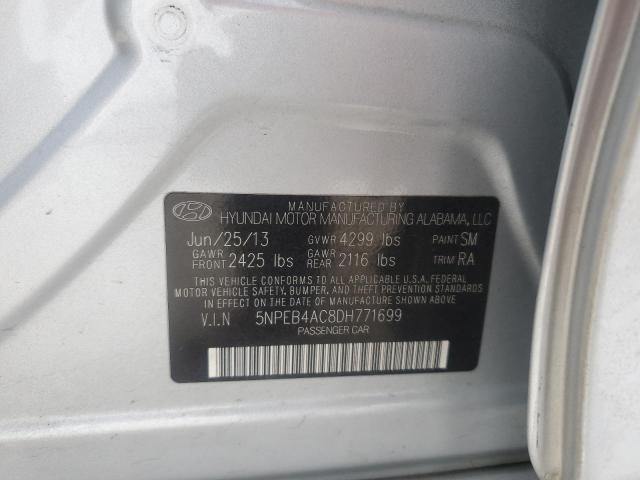 MANUFACTURED BY
HYUNDAI MOTOR MANUFACTURING ALABAMA, LLC
Jun/25/13 GVWR 4299 lbs PAINT SM
GAWR FRONT 2425 lbs GAWR REAR 2116 lbs TRIM RA
THIS VEHICLE CONFORMS TO ALL APPLICABLE U.S.A. FEDERAL
MOTOR VEHICLE SAFETY, BUMPER, AND THEFT PREVENTION STANDARDS
IN EFFECT ON THE DATE OF MANUFACTURE SHOWN ABOVE.
V.I.N 5NPEB4AC8DH771699
PASSENGER CAR